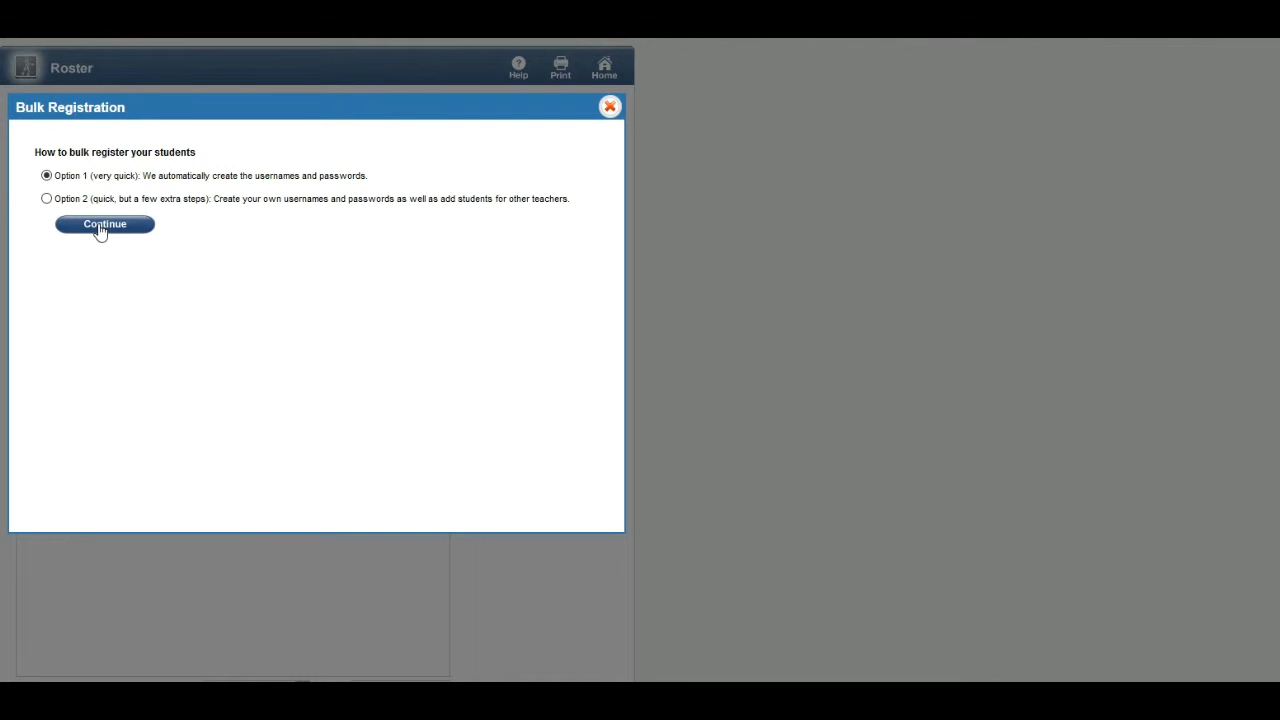 Roster
Help
Print
Home
Bulk Registration
How to bulk register your students
Option 1 (very quick): We automatically create the usernames and passwords.
Option 2 (quick, but a few extra steps): Create your own usernames and passwords as well as add students for other teachers.
Continue